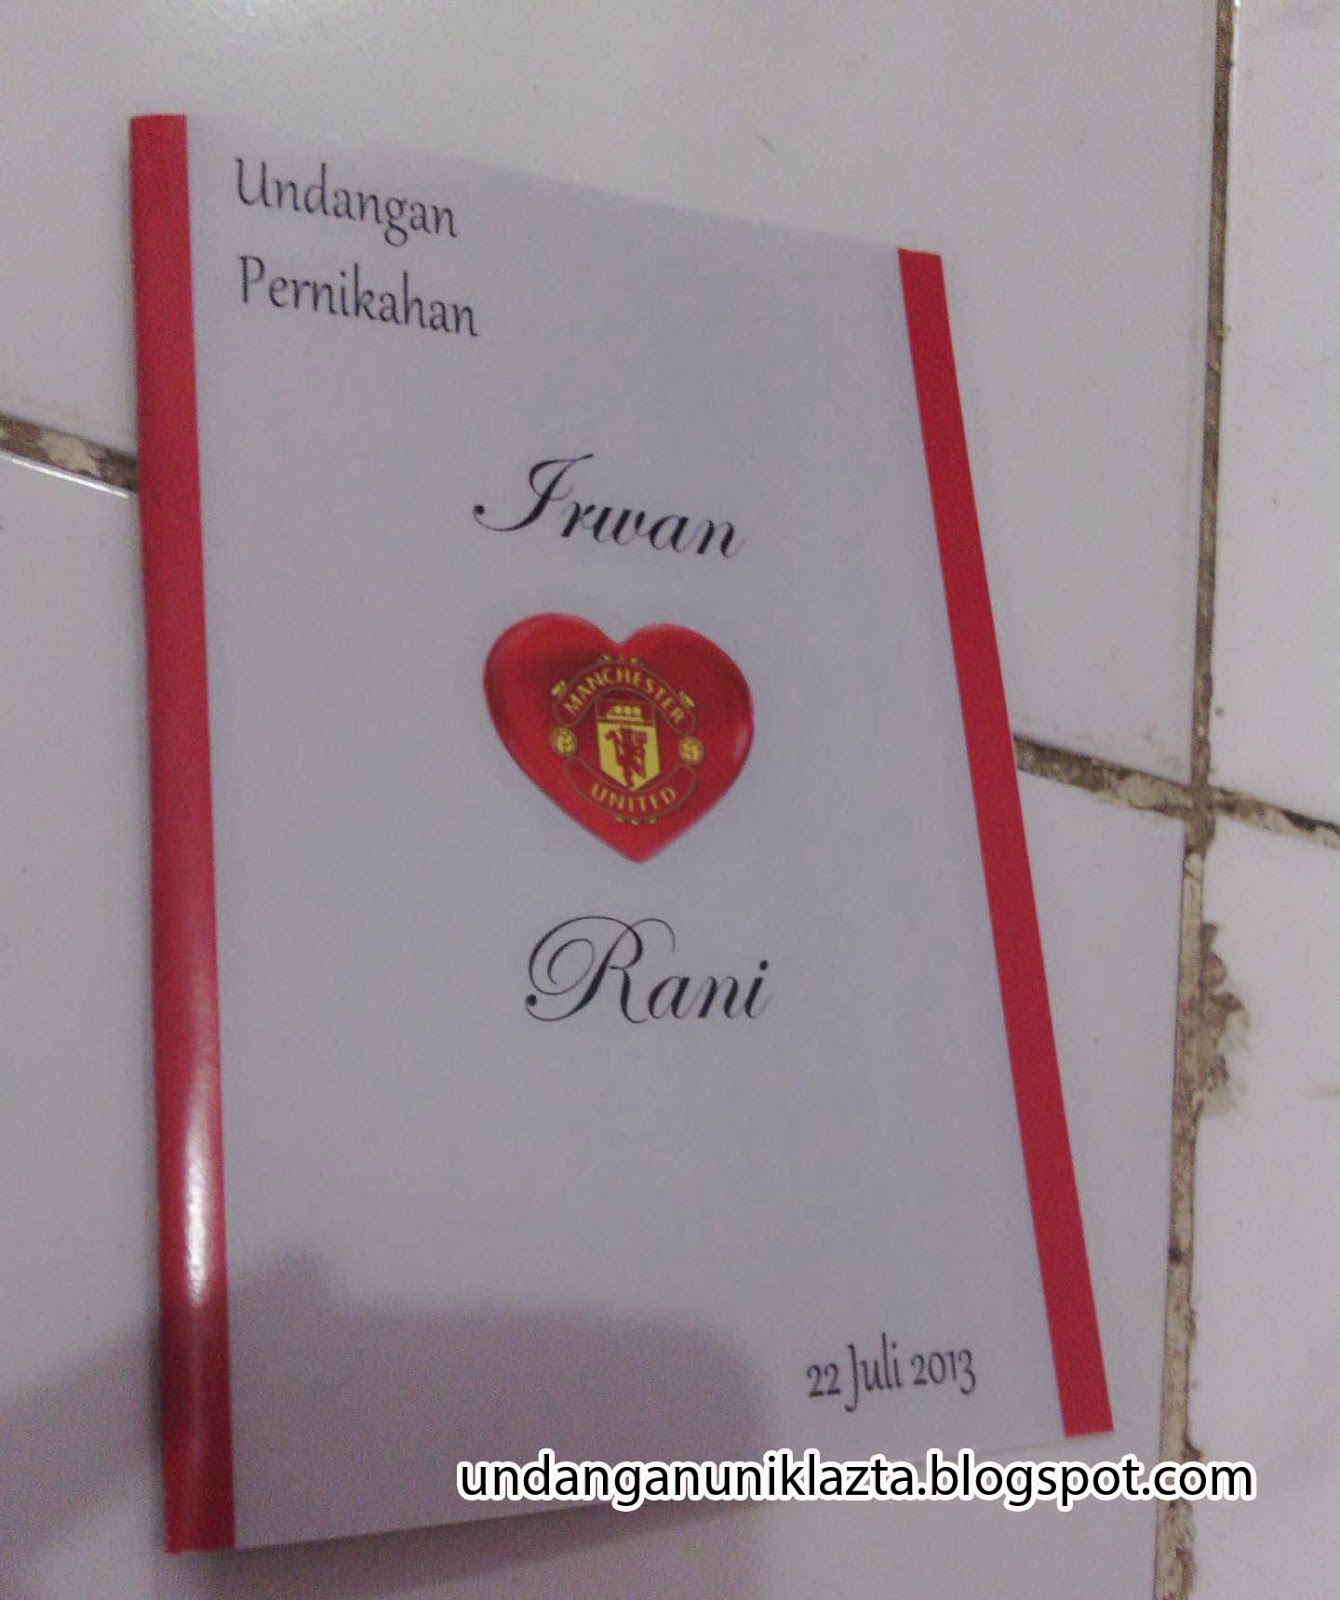 Undangan
Pernikahan
Irwan
MANCHESTER
UNITED
Rani
22 Juli 2013
undanganuniklazta.blogspot.com